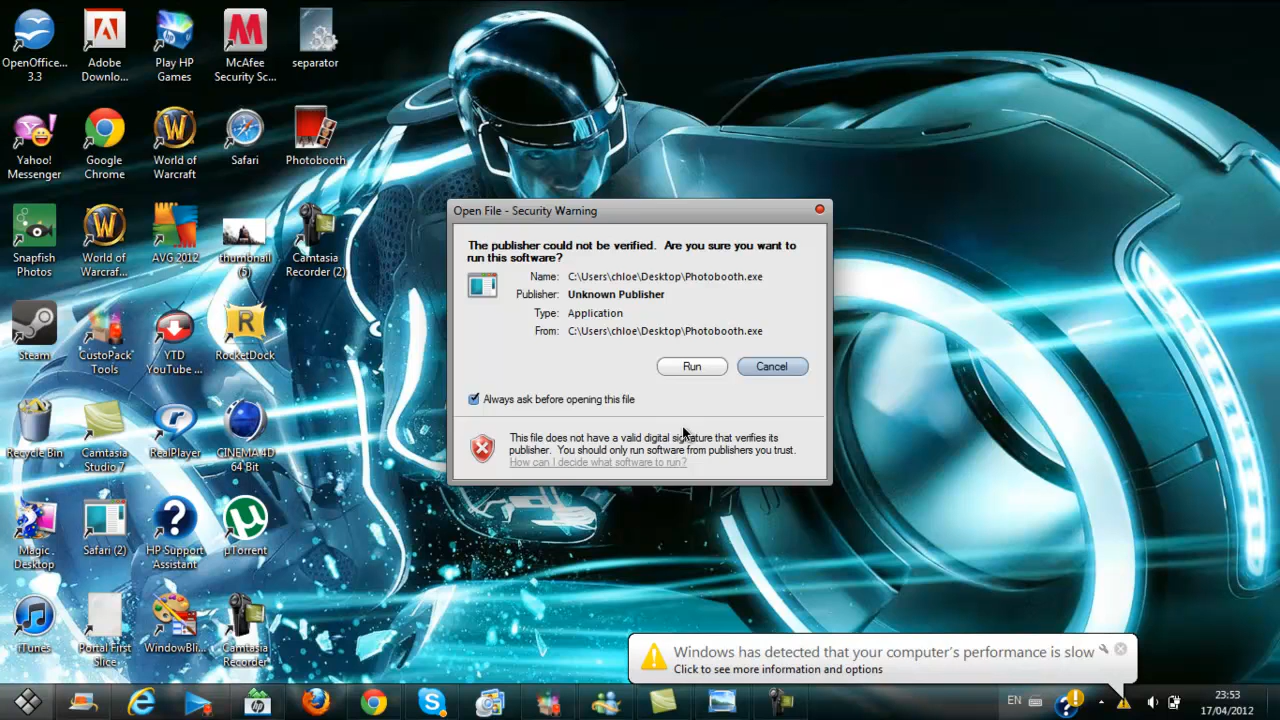 OpenOffice...
3.3
Adobe
Downlo...
Play HP
Games
McAfee
Security Sc...
separator
Yahoo!
Messenger
Google
Chrome
World of
Warcraft
Safari
Photobooth
Snapfish
Photos
World of
Warcraf...
AVG 2012
thumbnail
(5)
Camtasia
Recorder (2)
Steam
CustoPack
Tools
YTD
YouTube ...
RocketDock
Recycle Bin
Camtasia
Studio 7
RealPlayer
CINEMA 4D
64 Bit
Magic
Desktop
Safari (2)
HP Support
Assistant
µTorrent
iTunes
Portal First
Slice
WindowBli...
Camtasia
Recorder
Open File - Security Warning
The publisher could not be verified. Are you sure you want to
run this software?
Name: C:\Users\chloe\Desktop\Photobooth.exe
Publisher: Unknown Publisher
Type: Application
From: C:\Users\chloe\Desktop\Photobooth.exe
Run
Cancel
Always ask before opening this file
This file does not have a valid digital signature that verifies its
publisher. You should only run software from publishers you trust.
How can I decide what software to run?
Windows has detected that your computer's performance is slow
Click to see more information and options
EN
23:53
17/04/2012